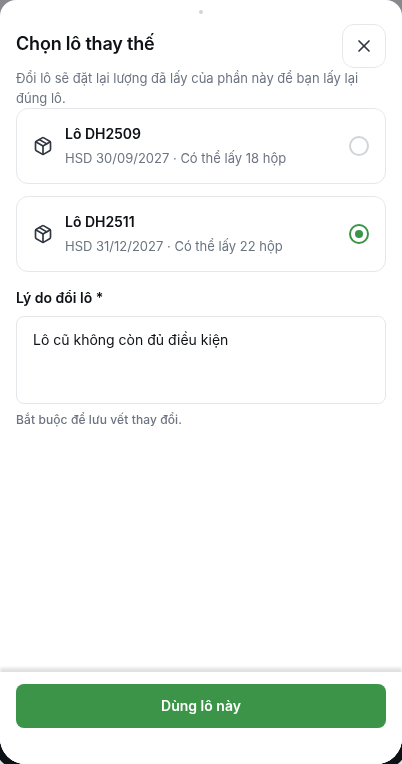 Chọn lô thay thế
Đổi lô sẽ đặt lại lượng đã lấy của phần này để bạn lấy lại
đúng lô.
Lô DH2509
HSD 30/09/2027 · Có thể lấy 18 hộp
Lô DH2511
HSD 31/12/2027 · Có thể lấy 22 hộp
Lý do đổi lô *
Lô cũ không còn đủ điều kiện
Bắt buộc để lưu vết thay đổi.
Dùng lô này